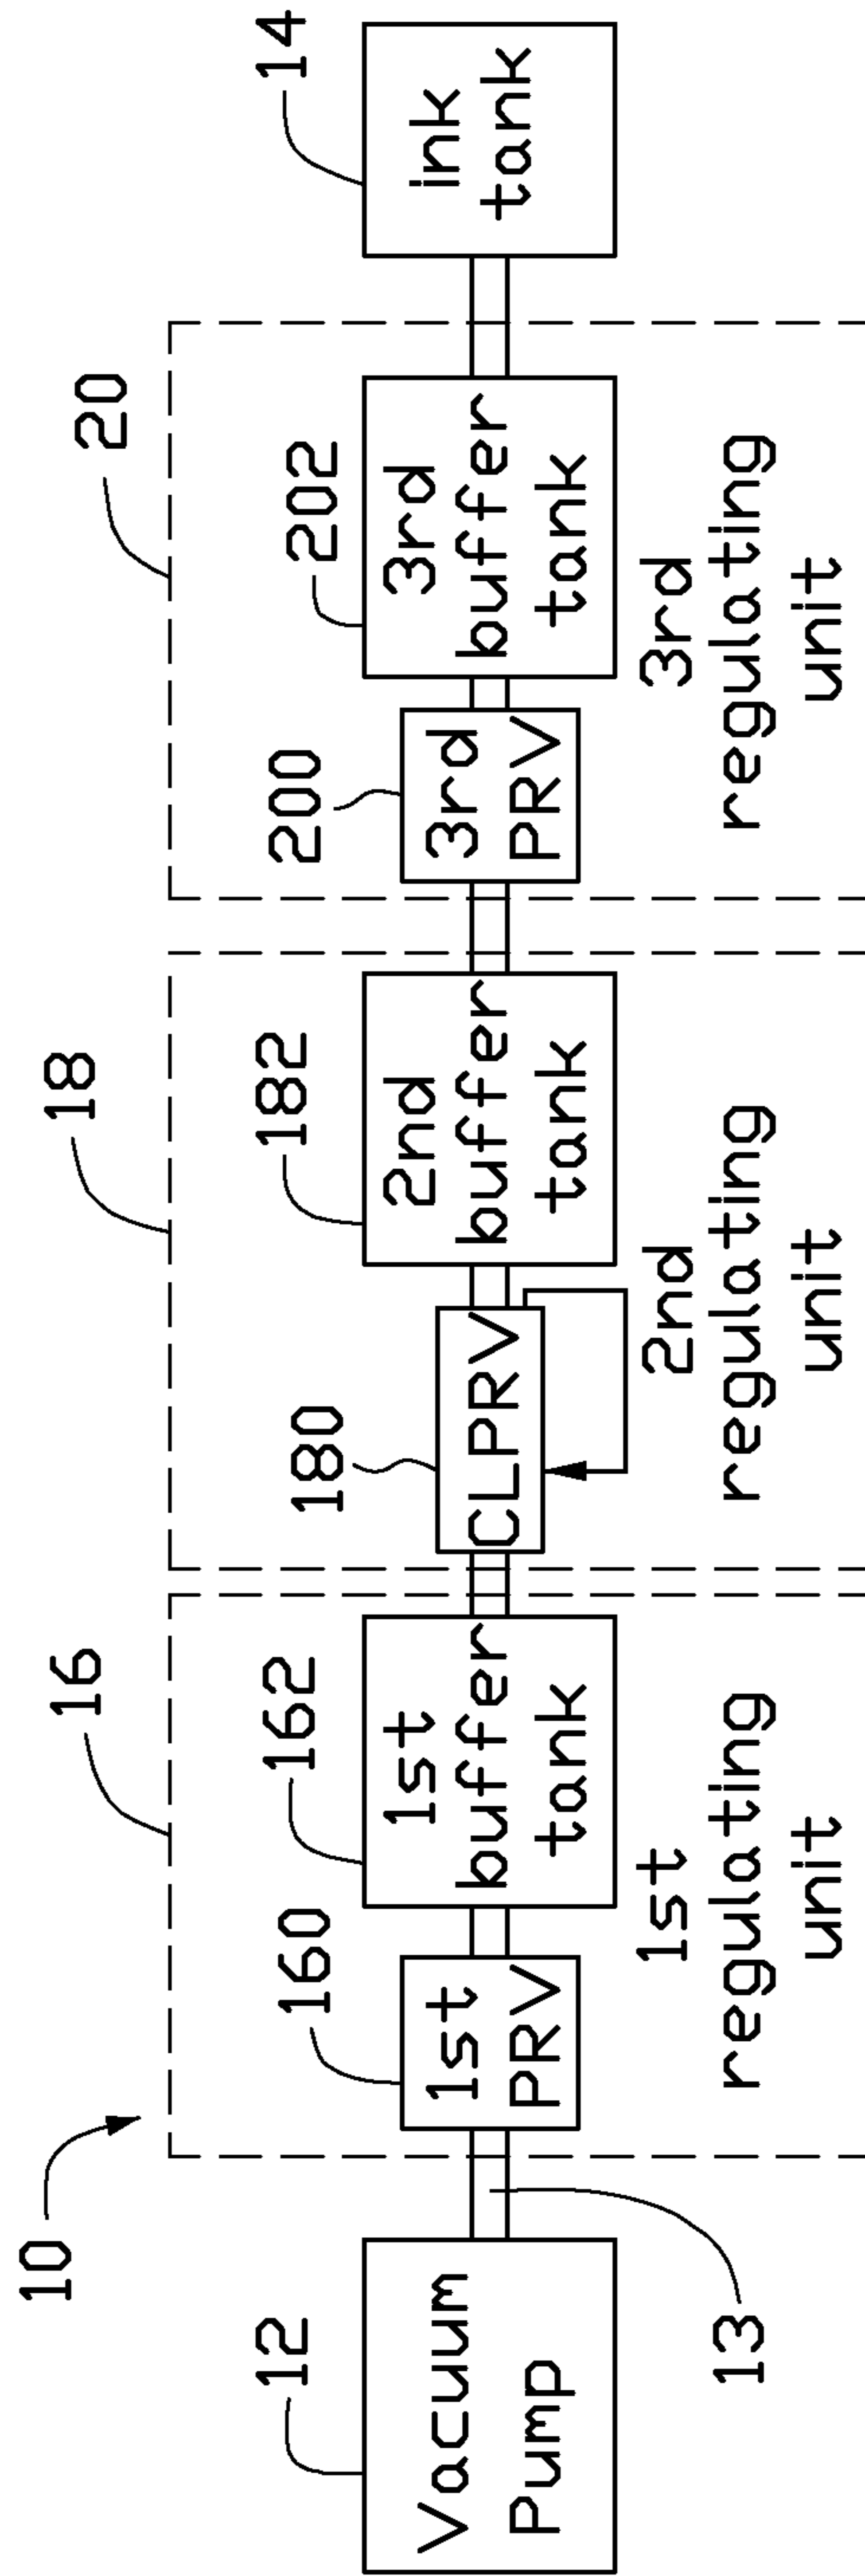 10
16
18
20
12
160
162
180
182
200
202
14
Vacuum
Pump
1st
PRV
1st
buffer
tank
CLPRV
2nd
buffer
tank
3rd
PRV
3rd
buffer
tank
ink
tank
13
1st
regulating
unit
2nd
regulating
unit
3rd
regulating
unit